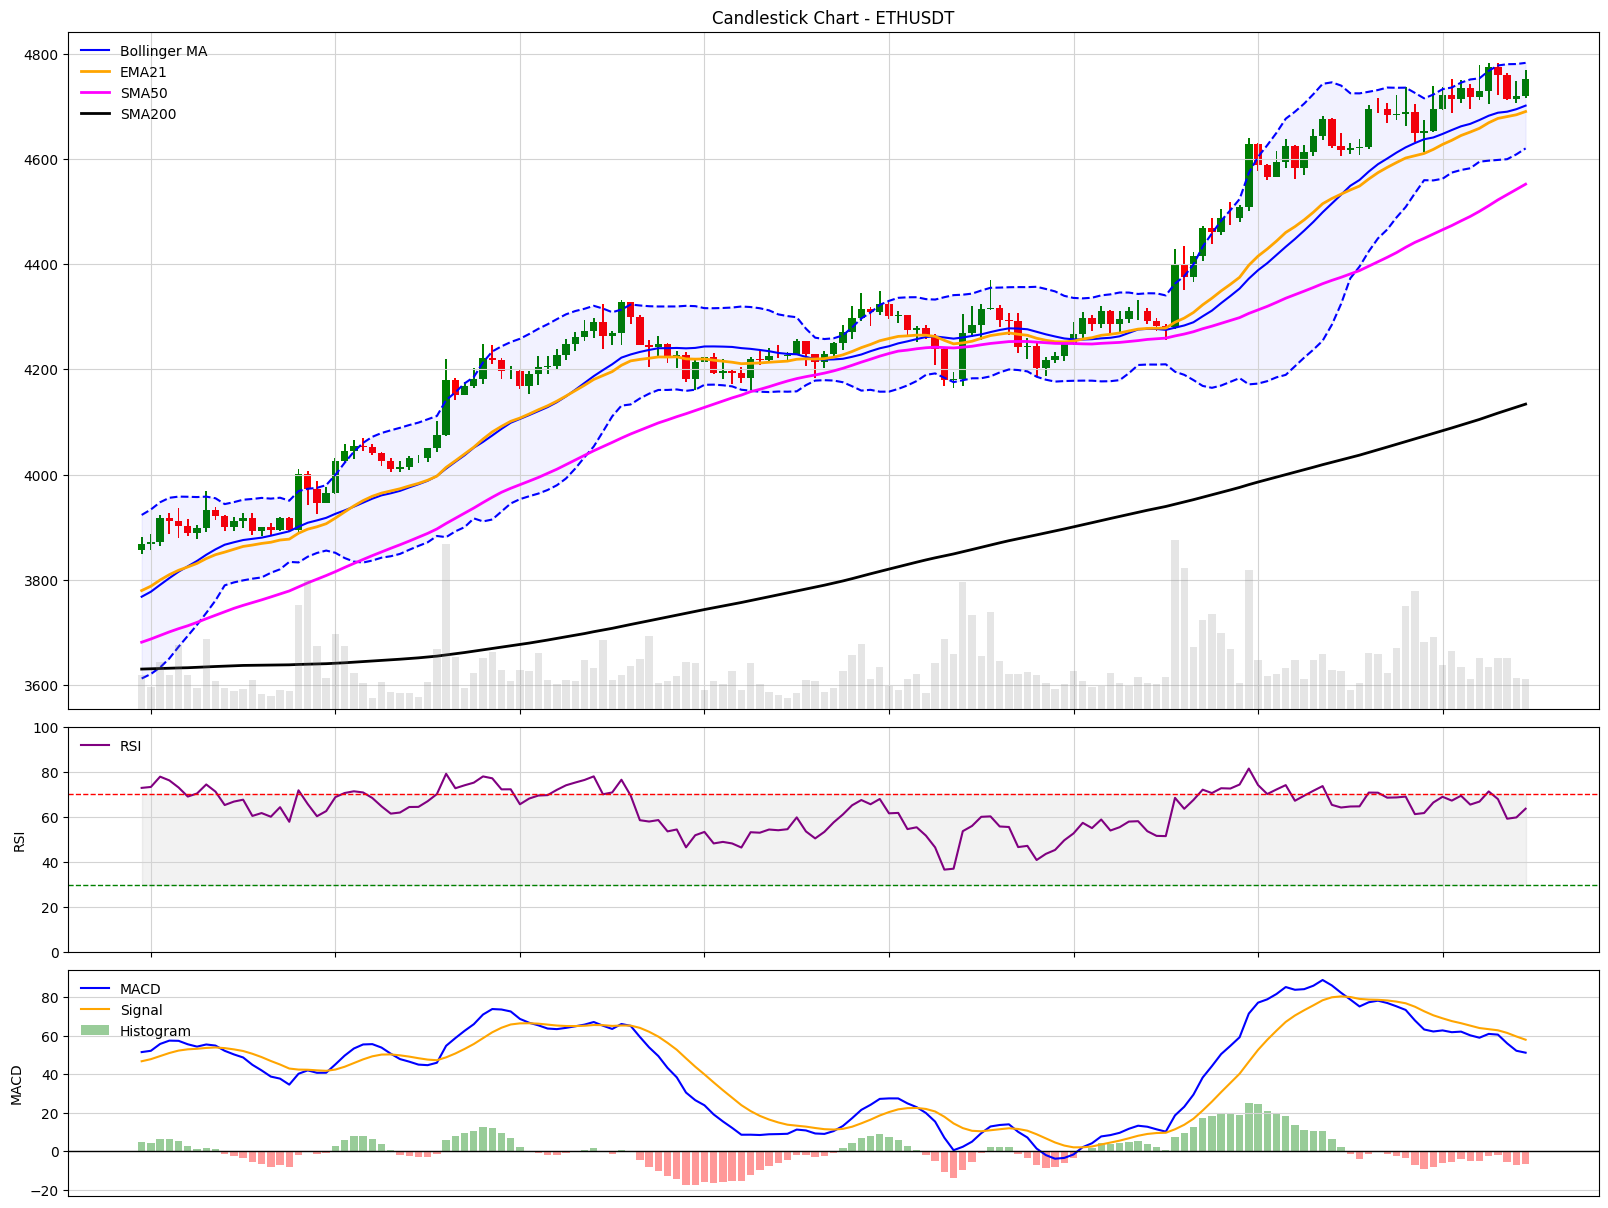 Candlestick Chart - ETHUSDT
Bollinger MA
EMA21
SMA50
SMA200
4800
4600
4400
4200
4000
3800
3600
RSI
100
80
60
40
20
0
RSI
MACD
Signal
Histogram
80
60
40
20
0
−20
MACD